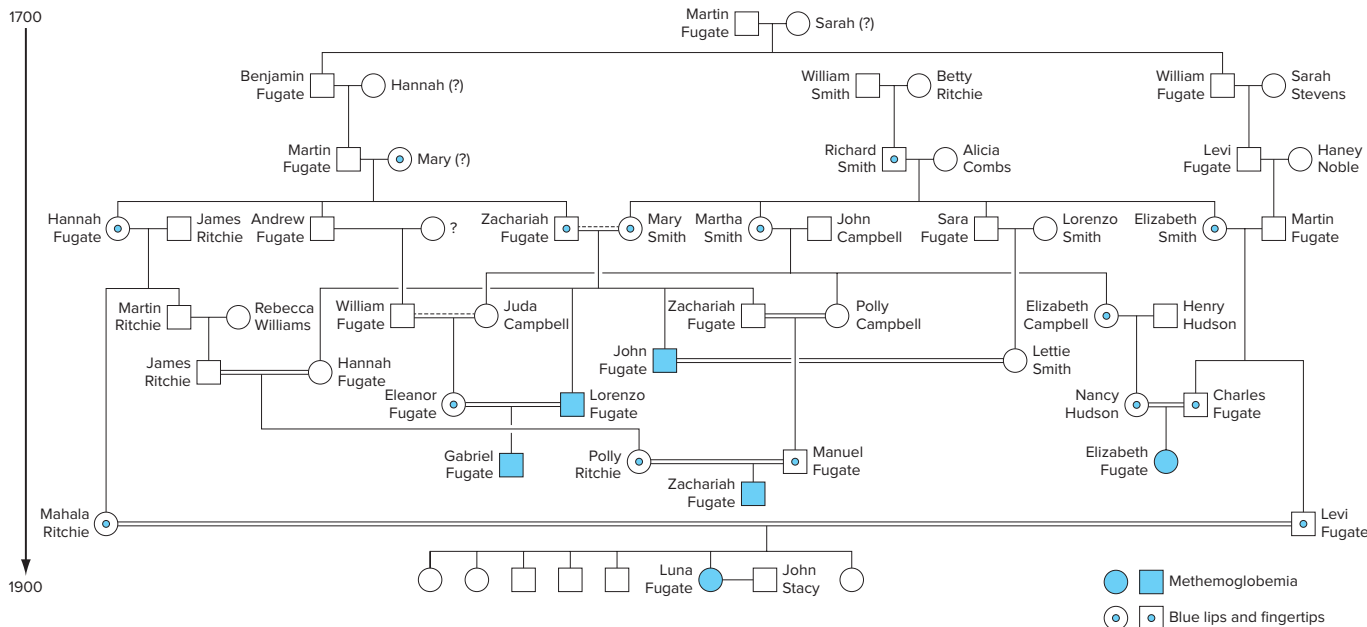 1700
Martin
Fugate
Sarah (?)
Benjamin
Fugate
Hannah (?)
William
Smith
Betty
Ritchie
William
Fugate
Sarah
Stevens
Martin
Fugate
Mary (?)
Richard
Smith
Alicia
Combs
Levi
Fugate
Haney
Noble
Hannah
Fugate
James
Ritchie
Andrew
Fugate
?
Zachariah
Fugate
Mary
Smith
Martha
Smith
John
Campbell
Sara
Fugate
Lorenzo
Smith
Elizabeth
Smith
Martin
Fugate
Martin
Ritchie
Rebecca
Williams
William
Fugate
Juda
Campbell
Zachariah
Fugate
Polly
Campbell
Elizabeth
Campbell
Henry
Hudson
James
Ritchie
Hannah
Fugate
John
Fugate
Lettie
Smith
Eleanor
Fugate
Lorenzo
Fugate
Nancy
Hudson
Charles
Fugate
Gabriel
Fugate
Polly
Ritchie
Manuel
Fugate
Elizabeth
Fugate
Zachariah
Fugate
Mahala
Ritchie
Levi
Fugate
1900
Luna
Fugate
John
Stacy
Methemoglobemia
Blue lips and fingertips